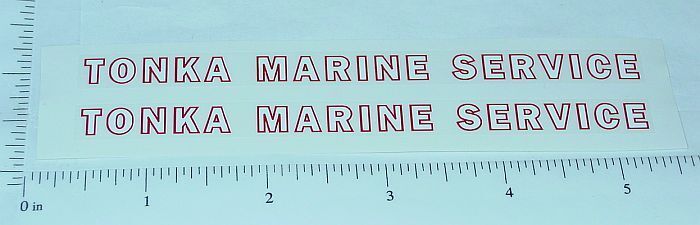 TONKA MARINE SERVICE
TONKA MARINE SERVICE
0 in 1 2 3 4 5